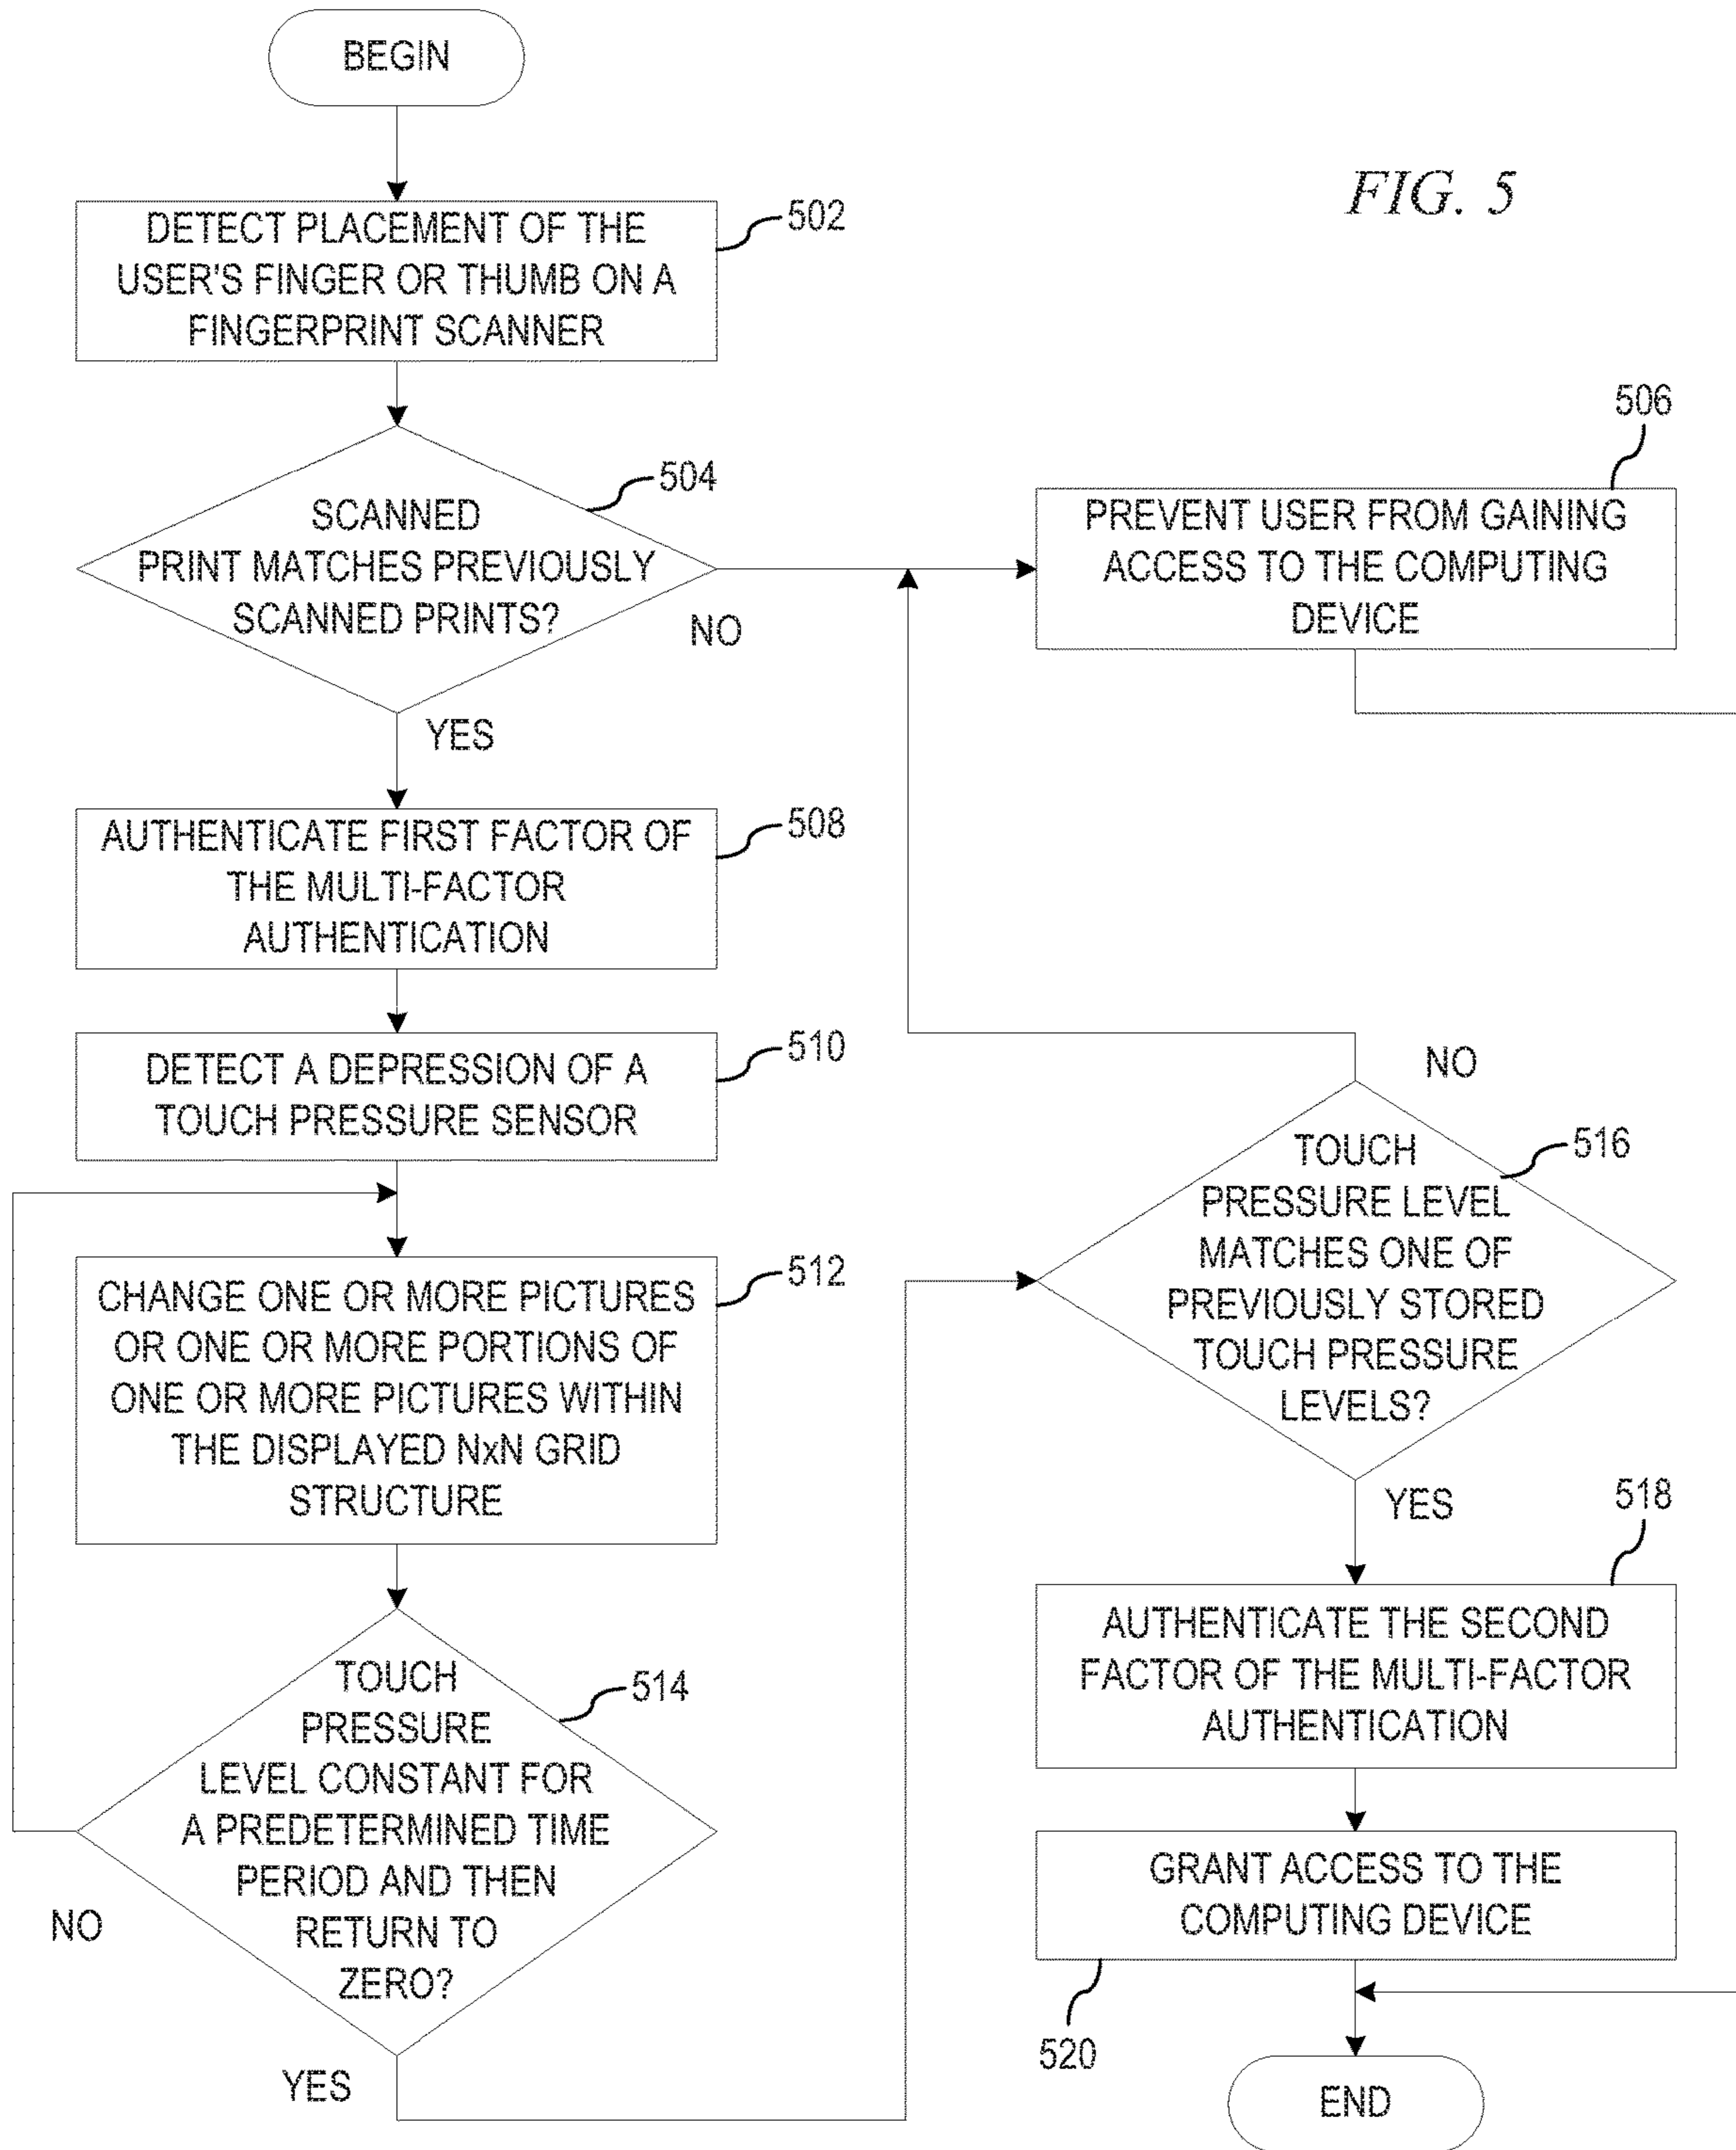 BEGIN
FIG. 5
DETECT PLACEMENT OF THE
USER'S FINGER OR THUMB ON A
FINGERPRINT SCANNER
502
504
SCANNED
PRINT MATCHES PREVIOUSLY
SCANNED PRINTS?
NO
YES
506
PREVENT USER FROM GAINING
ACCESS TO THE COMPUTING
DEVICE
508
AUTHENTICATE FIRST FACTOR OF
THE MULTI-FACTOR
AUTHENTICATION
510
DETECT A DEPRESSION OF A
TOUCH PRESSURE SENSOR
512
CHANGE ONE OR MORE PICTURES
OR ONE OR MORE PORTIONS OF
ONE OR MORE PICTURES WITHIN
THE DISPLAYED NxN GRID
STRUCTURE
514
TOUCH
PRESSURE
LEVEL CONSTANT FOR
A PREDETERMINED TIME
PERIOD AND THEN
RETURN TO
ZERO?
NO
YES
NO
516
TOUCH
PRESSURE LEVEL
MATCHES ONE OF
PREVIOUSLY STORED
TOUCH PRESSURE
LEVELS?
YES
518
AUTHENTICATE THE SECOND
FACTOR OF THE MULTI-FACTOR
AUTHENTICATION
GRANT ACCESS TO THE
COMPUTING DEVICE
520
END